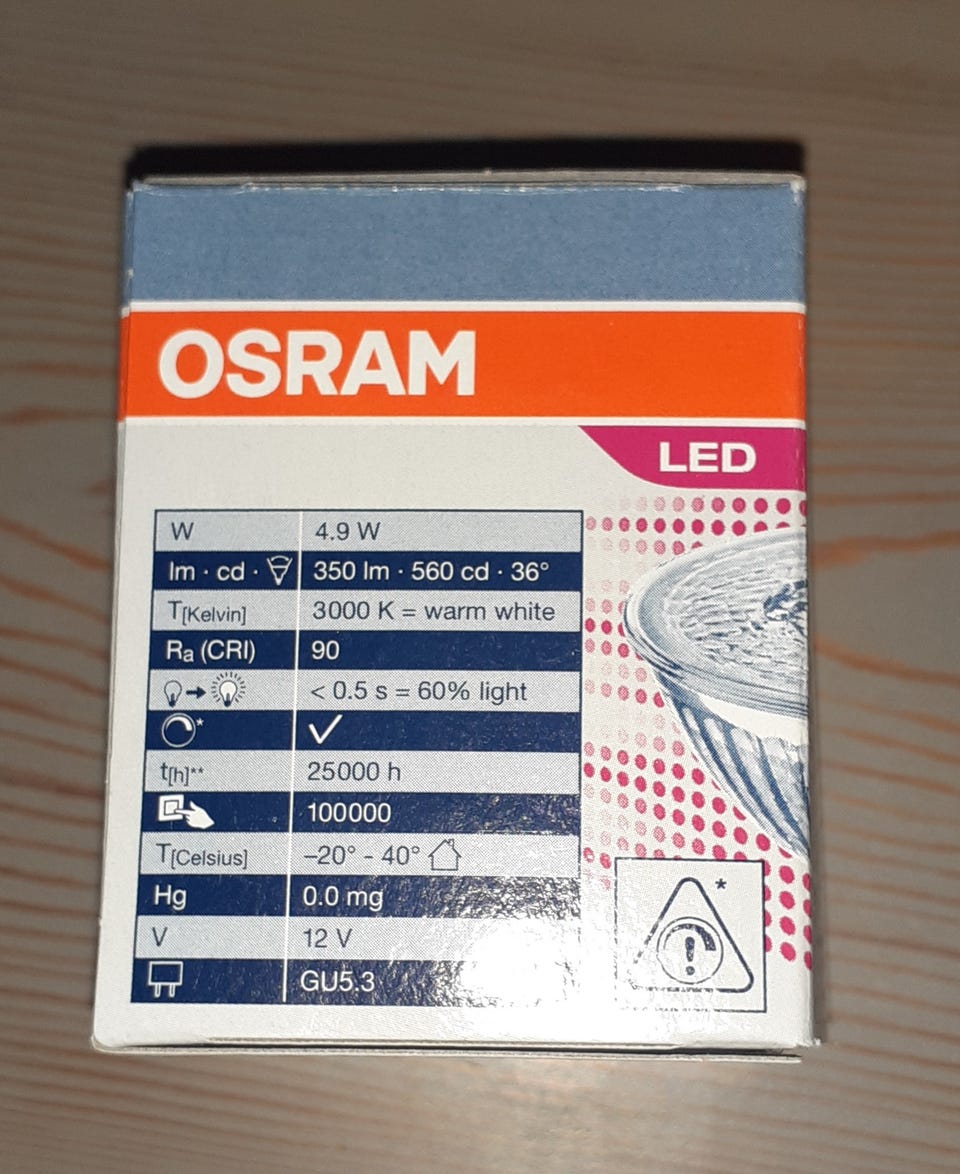 OSRAM
LED
W 4.9 W
lm · cd · 350 lm · 560 cd · 36°
T[Kelvin] 3000 K = warm white
Ra (CRI) 90
< 0.5 s = 60% light
* ✓
t[h]** 25000 h
100000
T[Celsius] –20° - 40°
Hg 0.0 mg
V 12 V
GU5.3
*
!